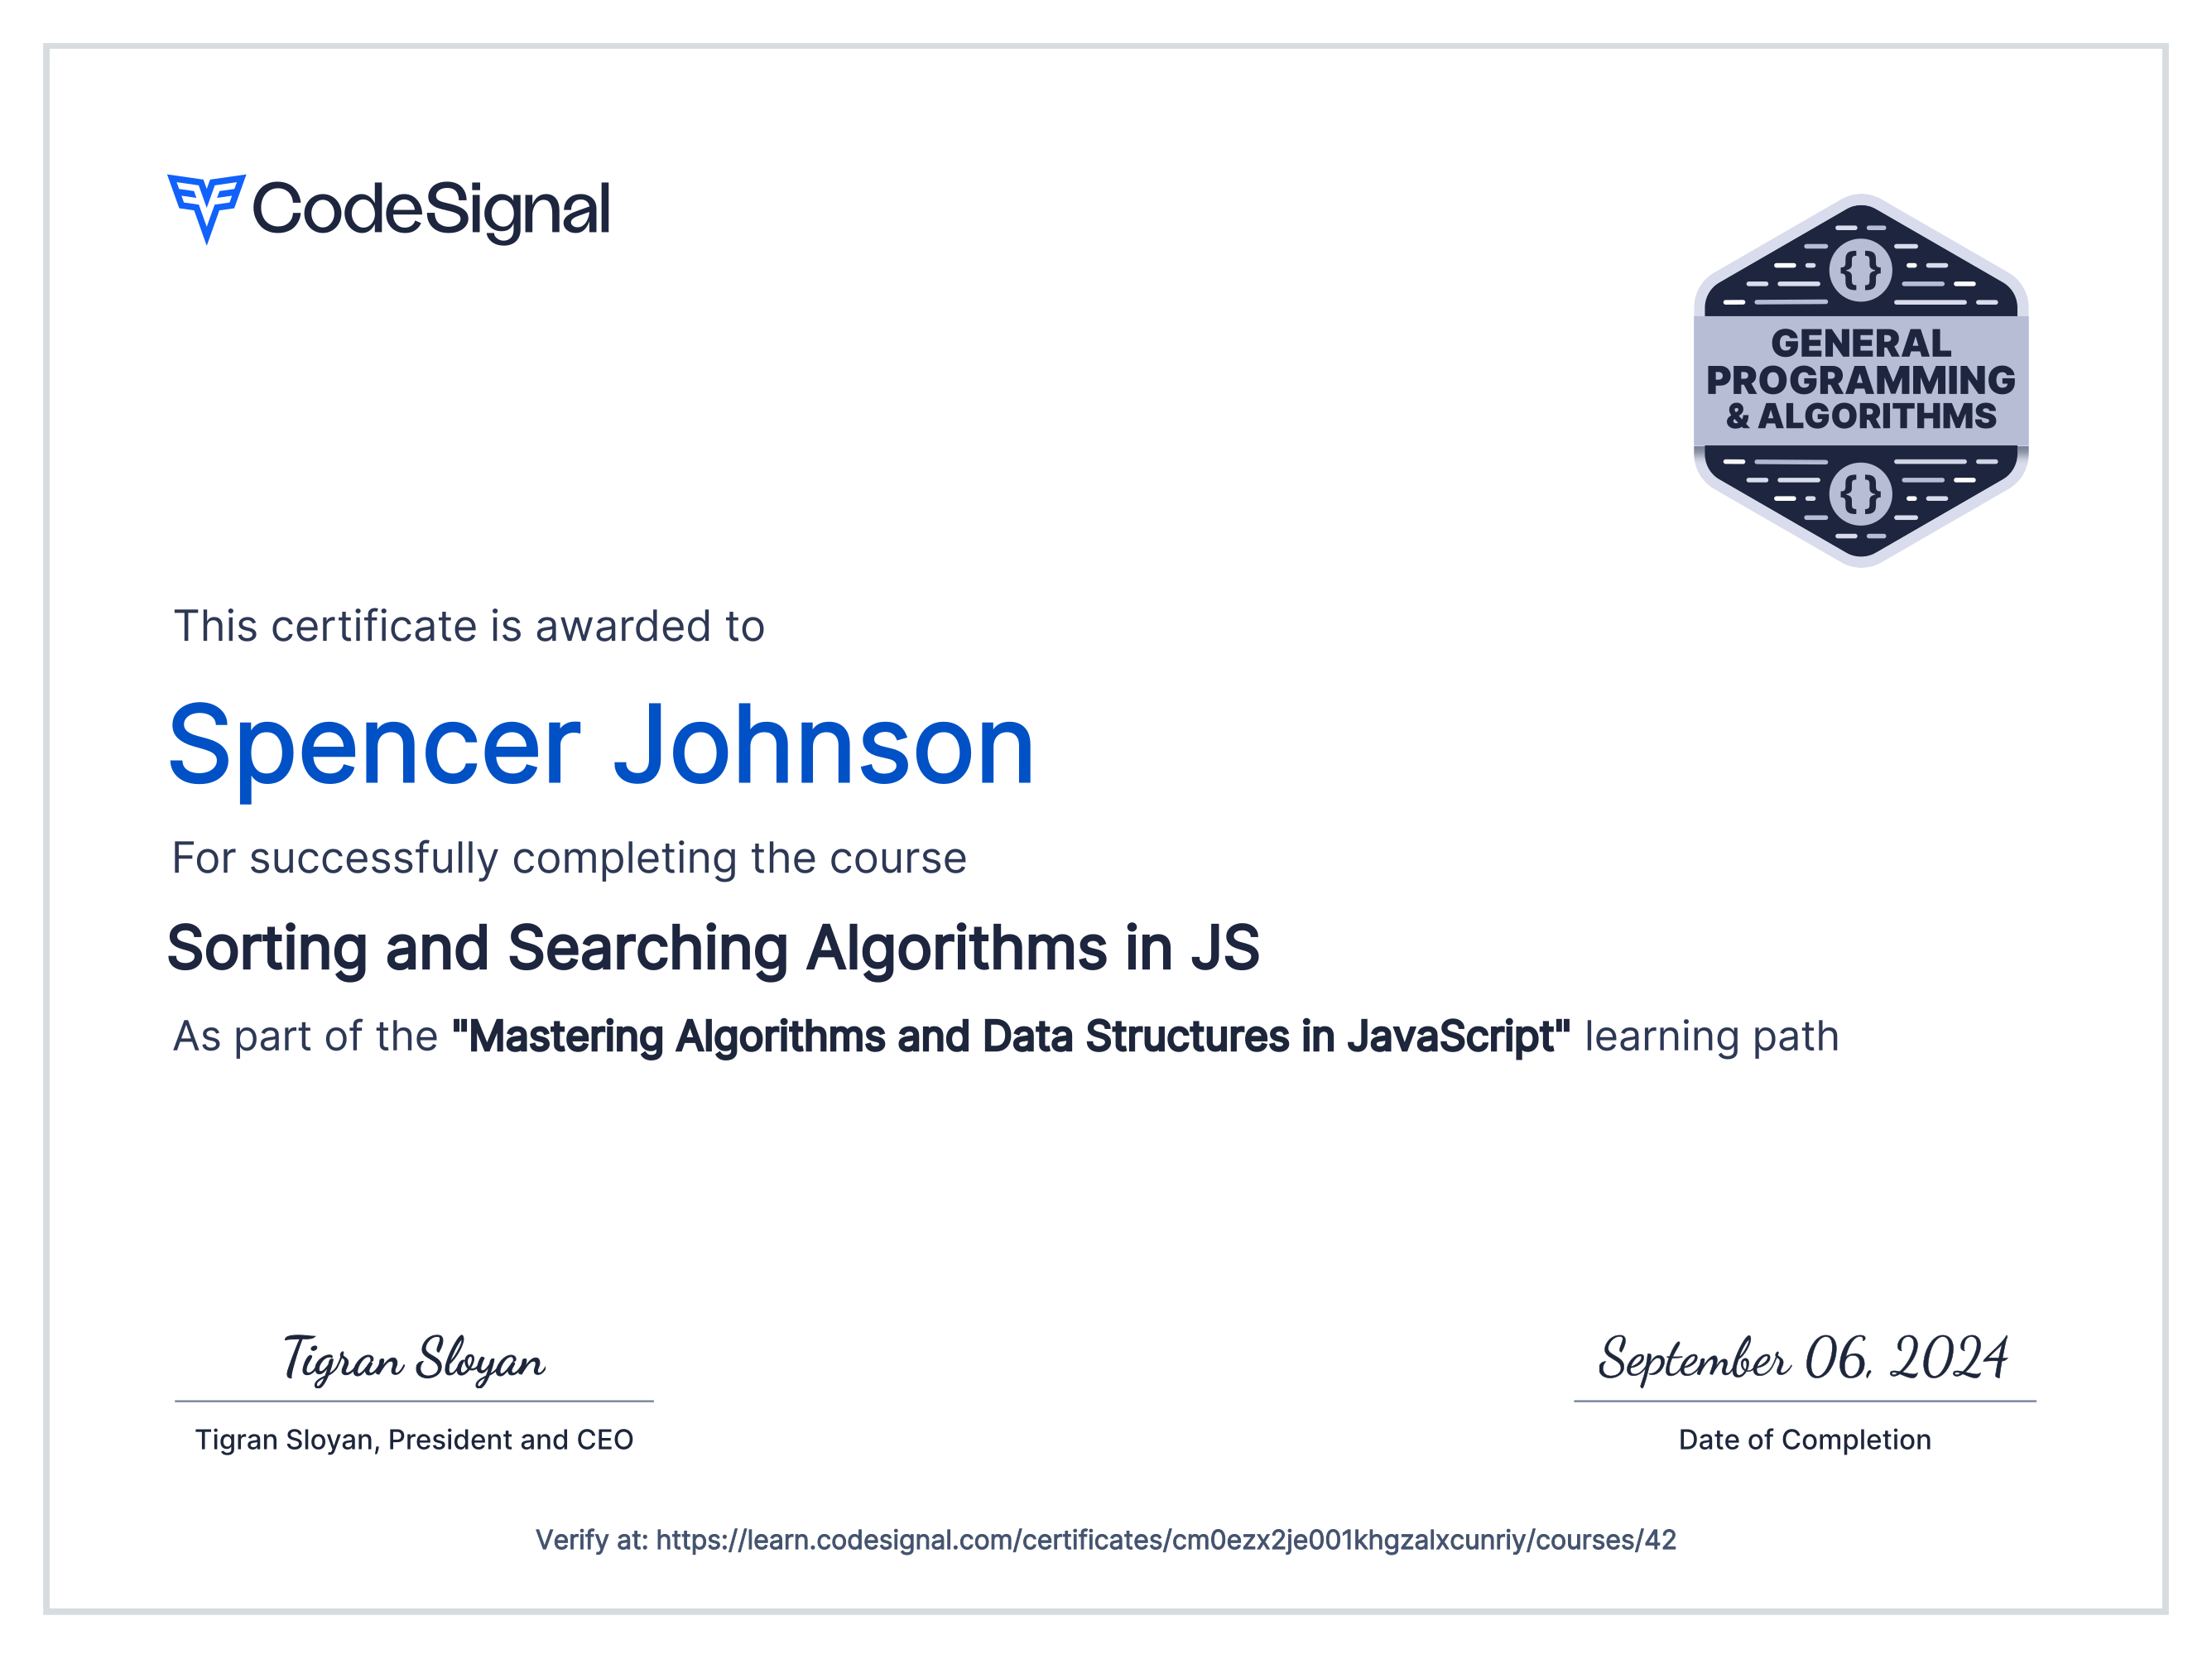 CodeSignal
{}
GENERAL
PROGRAMMING
& ALGORITHMS
{}
This certificate is awarded to
Spencer Johnson
For successfully completing the course
Sorting and Searching Algorithms in JS
As part of the "Mastering Algorithms and Data Structures in JavaScript" learning path
Tigran Sloyan
Tigran Sloyan, President and CEO
September 06, 2024
Date of Completion
Verify at: https://learn.codesignal.com/certificates/cm0ezx2je001khgzalxcunriy/courses/42